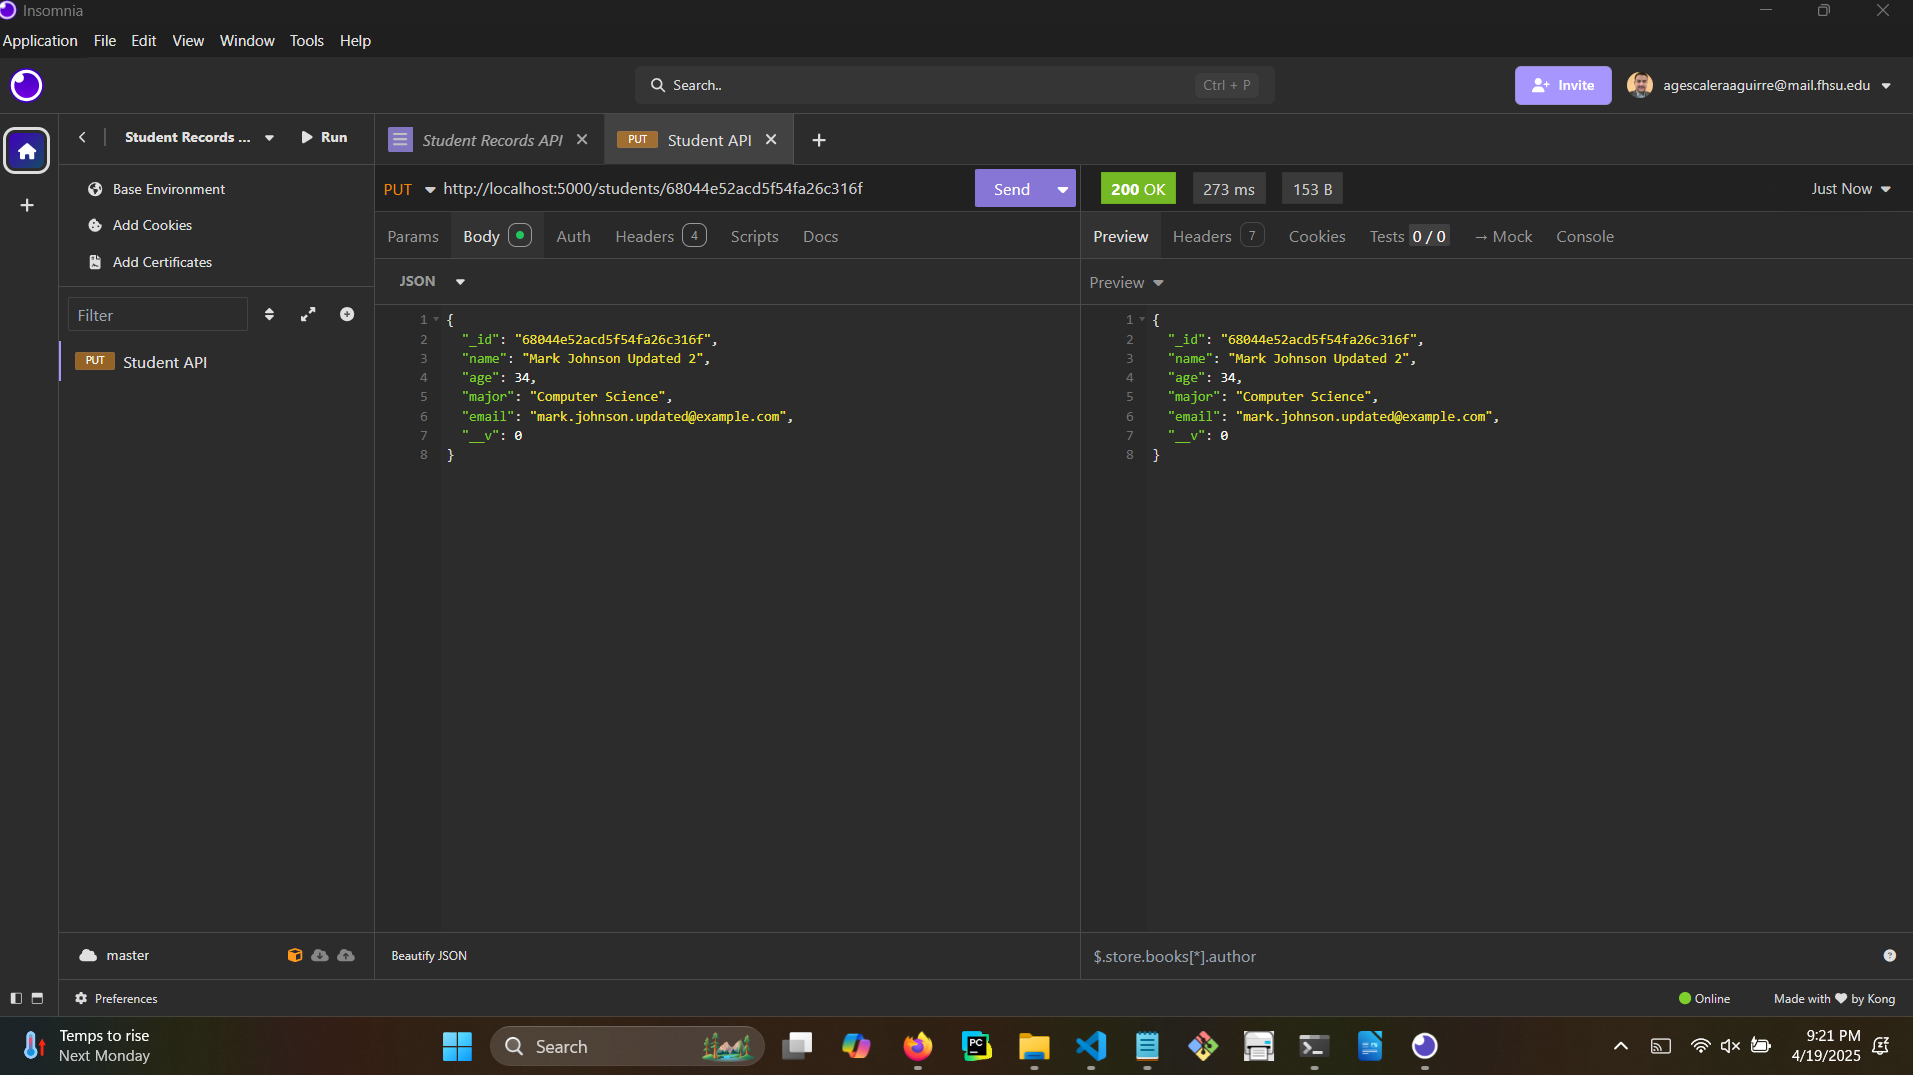 Insomnia
Application File Edit View Window Tools Help
Search.. Ctrl + P
Invite
agescaleraaguirre@mail.fhsu.edu
Student Records ... Run
Student Records API
PUT Student API
Base Environment
Add Cookies
Add Certificates
Filter
PUT Student API
PUT http://localhost:5000/students/68044e52acd5f54fa26c316f Send
200 OK 273 ms 153 B Just Now
Params Body Auth Headers 4 Scripts Docs
Preview Headers 7 Cookies Tests 0 / 0 → Mock Console
JSON
Preview
1 {
2 "_id": "68044e52acd5f54fa26c316f",
3 "name": "Mark Johnson Updated 2",
4 "age": 34,
5 "major": "Computer Science",
6 "email": "mark.johnson.updated@example.com",
7 "__v": 0
8 }
1 {
2 "_id": "68044e52acd5f54fa26c316f",
3 "name": "Mark Johnson Updated 2",
4 "age": 34,
5 "major": "Computer Science",
6 "email": "mark.johnson.updated@example.com",
7 "__v": 0
8 }
master
Beautify JSON
$.store.books[*].author
Preferences
Online
Made with ❤ by Kong
Temps to rise
Next Monday
Search
PC
9:21 PM
4/19/2025